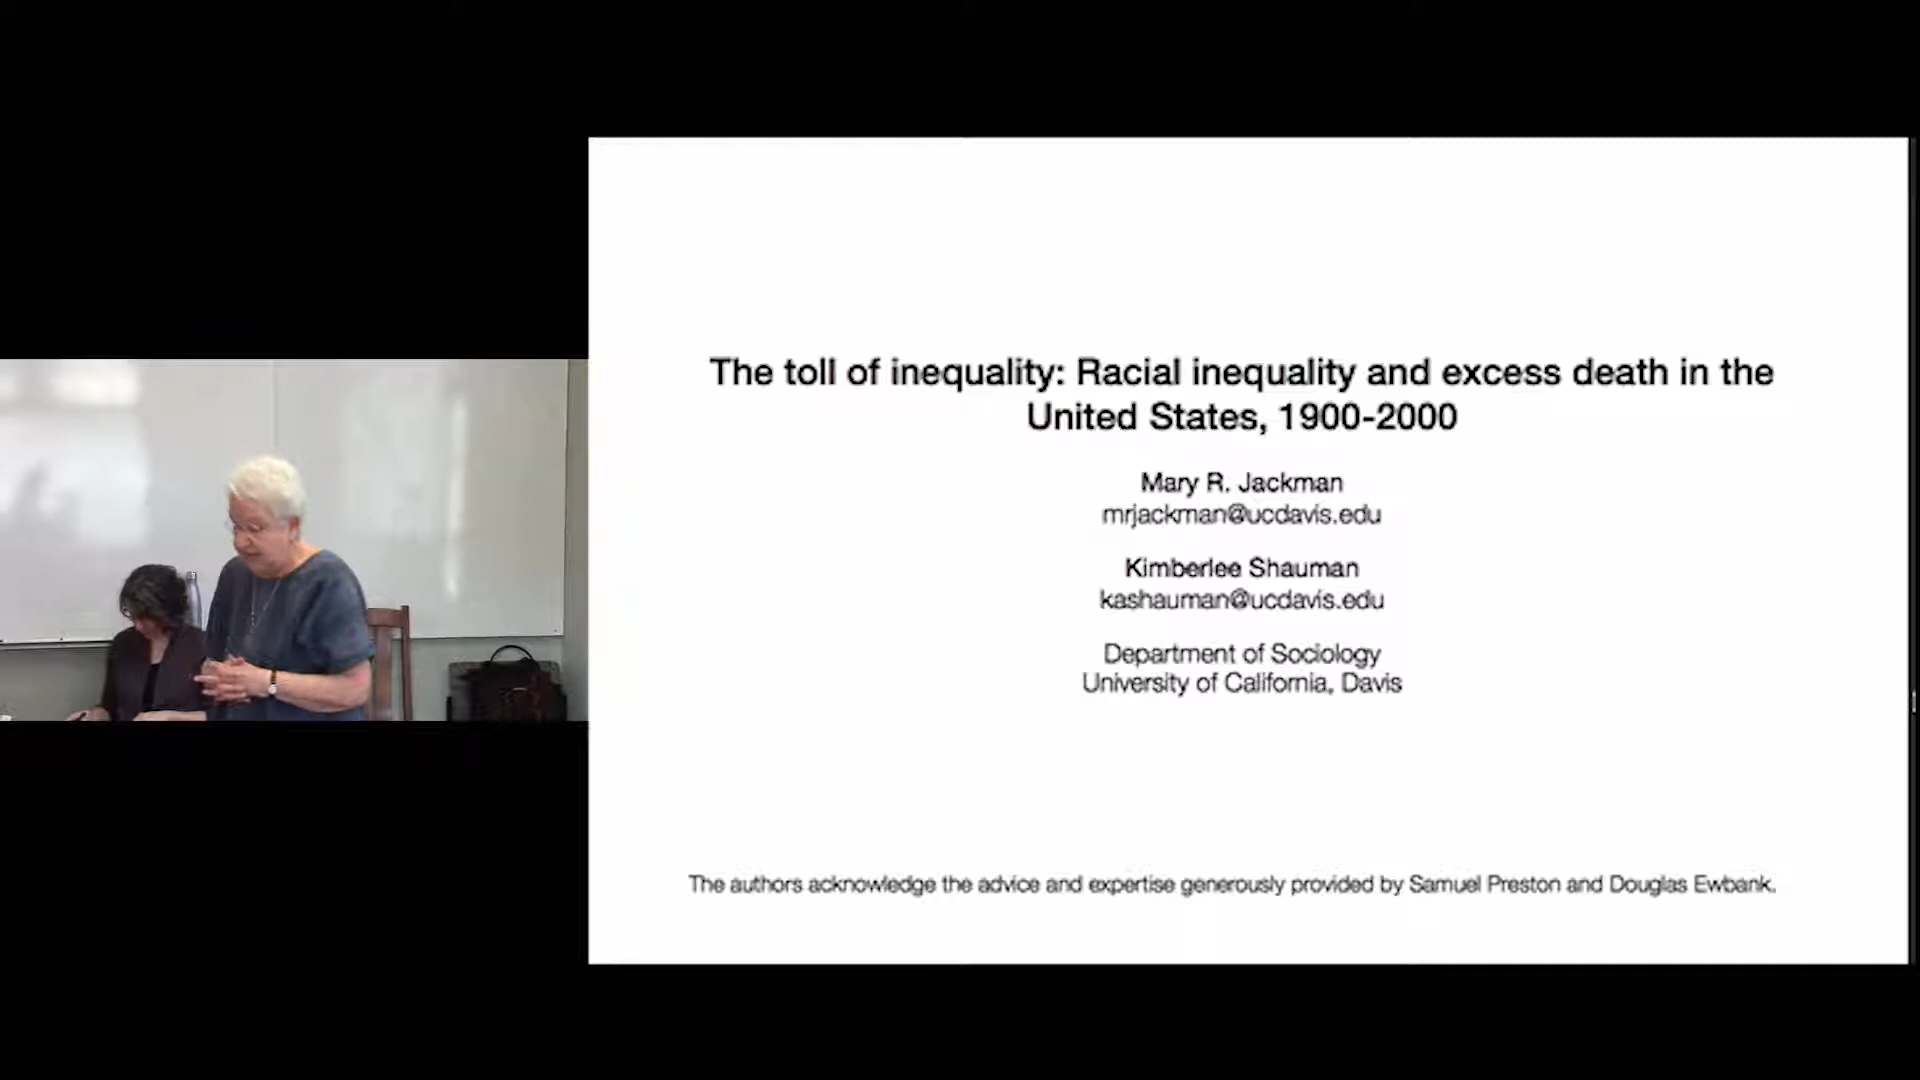 The toll of inequality: Racial inequality and excess death in the
United States, 1900-2000
Mary R. Jackman
mrjackman@ucdavis.edu
Kimberlee Shauman
kashauman@ucdavis.edu
Department of Sociology
University of California, Davis
The authors acknowledge the advice and expertise generously provided by Samuel Preston and Douglas Ewbank.